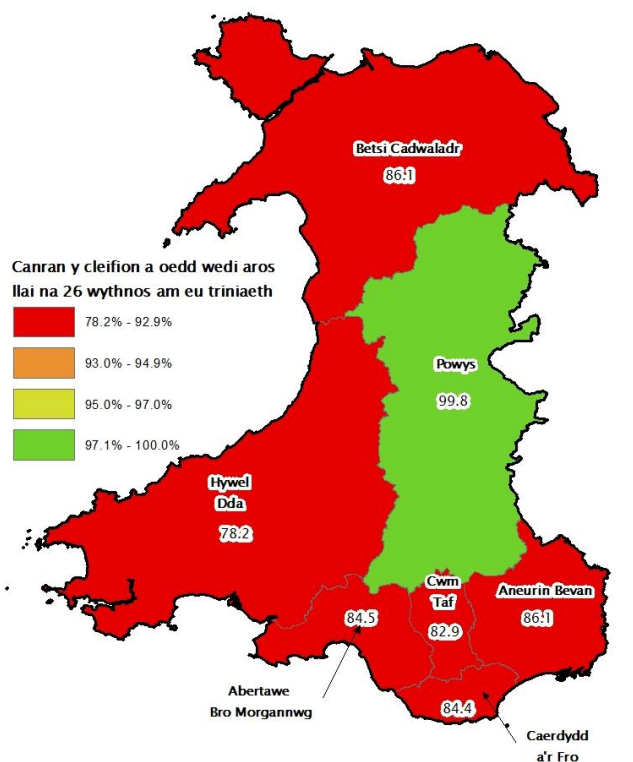 Betsi Cadwaladr
86.1
Canran y cleifion a oedd wedi aros
llai na 26 wythnos am eu triniaeth
78.2% - 92.9%
93.0% - 94.9%
95.0% - 97.0%
97.1% - 100.0%
Powys
99.8
Hywel
Dda
78.2
Cwm
Taf
82.9
Aneurin Bevan
86.1
84.5
Abertawe
Bro Morgannwg
84.4
Caerdydd
a'r Fro